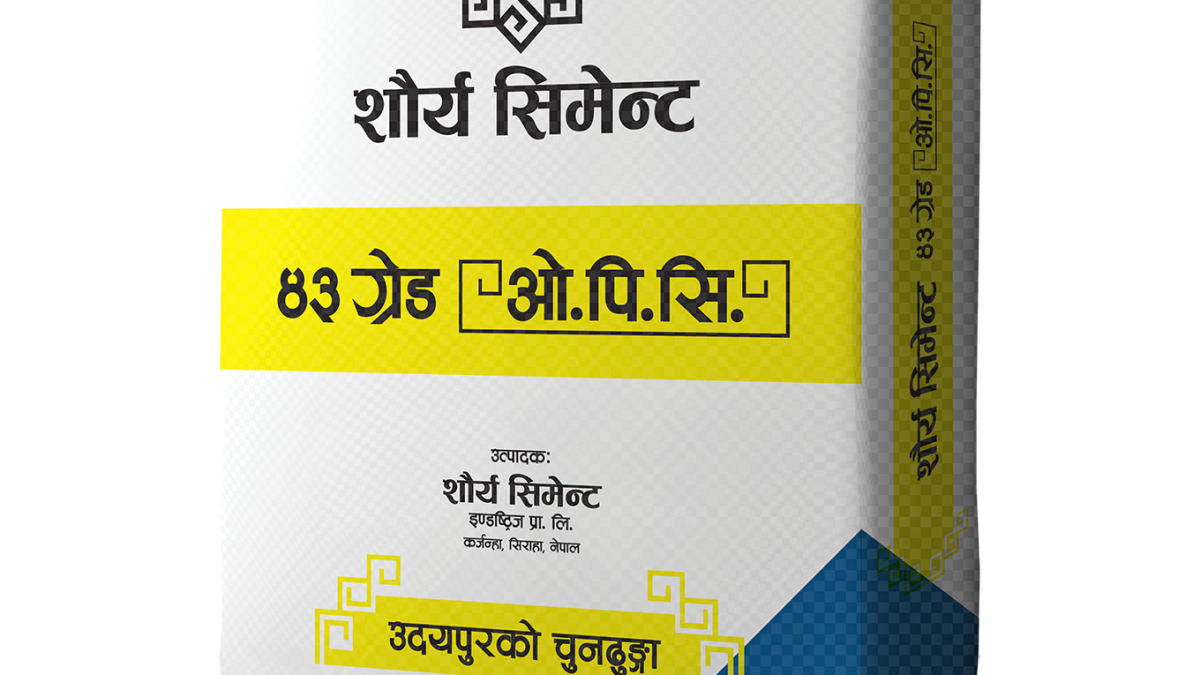 शौर्य सिमेन्ट
४३ ग्रेड ओ.पि.सि.
उत्पादक:
शौर्य सिमेन्ट
इण्डष्ट्रिज प्रा. लि.
कर्जन्हा, सिराहा, नेपाल
उदयपुरको चुनढुङ्गा
शौर्य सिमेन्ट ४३ ग्रेड ओ.पि.सि.